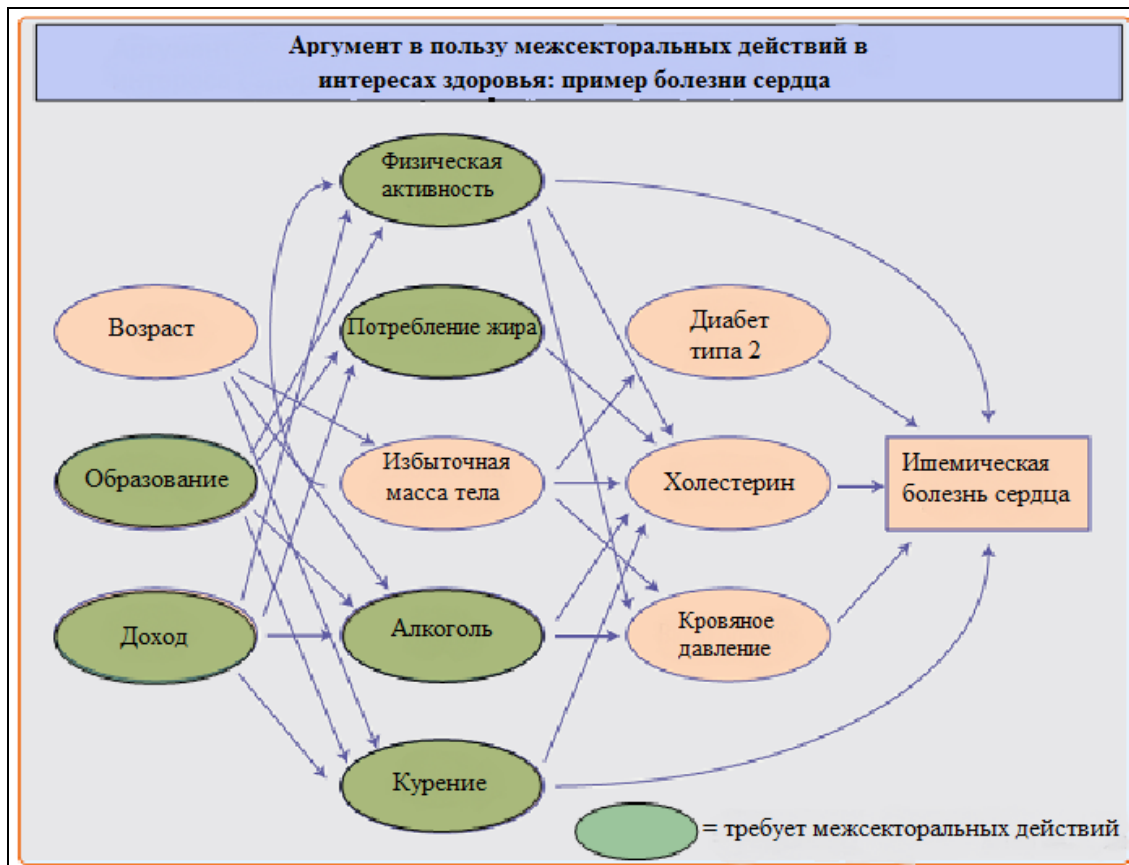 Аргумент в пользу межсекторальных действий в
интересах здоровья: пример болезни сердца
Физическая
активность
Возраст
Потребление жира
Диабет
типа 2
Образование
Избыточная
масса тела
Холестерин
Ишемическая
болезнь сердца
Доход
Алкоголь
Кровяное
давление
Курение
= требует межсекторальных действий